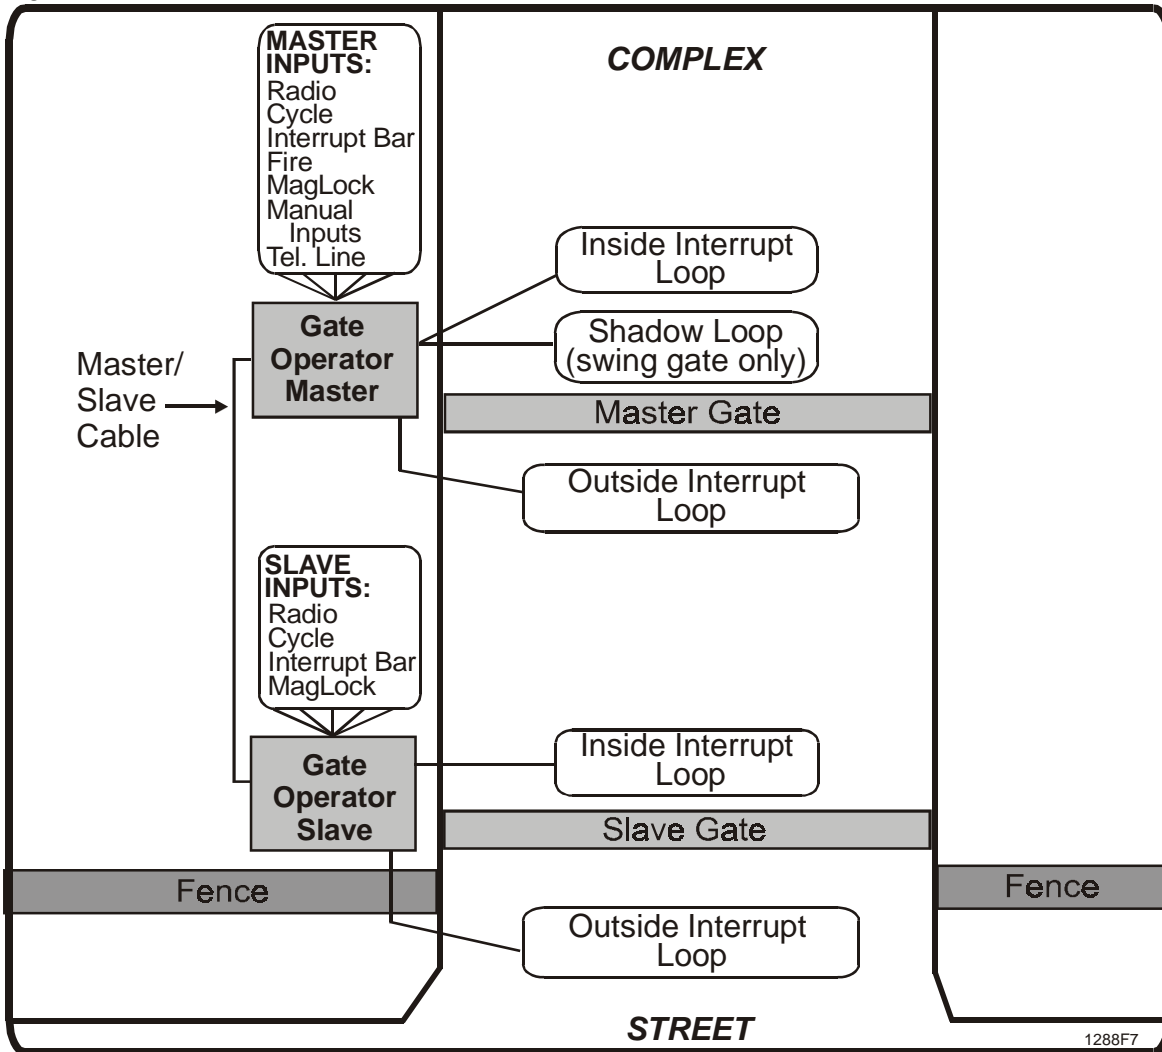 MASTER
INPUTS:
Radio
Cycle
Interrupt Bar
Fire
MagLock
Manual
Inputs
Tel. Line
COMPLEX
Inside Interrupt
Loop
Shadow Loop
(swing gate only)
Gate
Operator
Master
Master/
Slave
Cable
Master Gate
Outside Interrupt
Loop
SLAVE
INPUTS:
Radio
Cycle
Interrupt Bar
MagLock
Inside Interrupt
Loop
Gate
Operator
Slave
Slave Gate
Fence
Fence
Outside Interrupt
Loop
STREET
1288F7